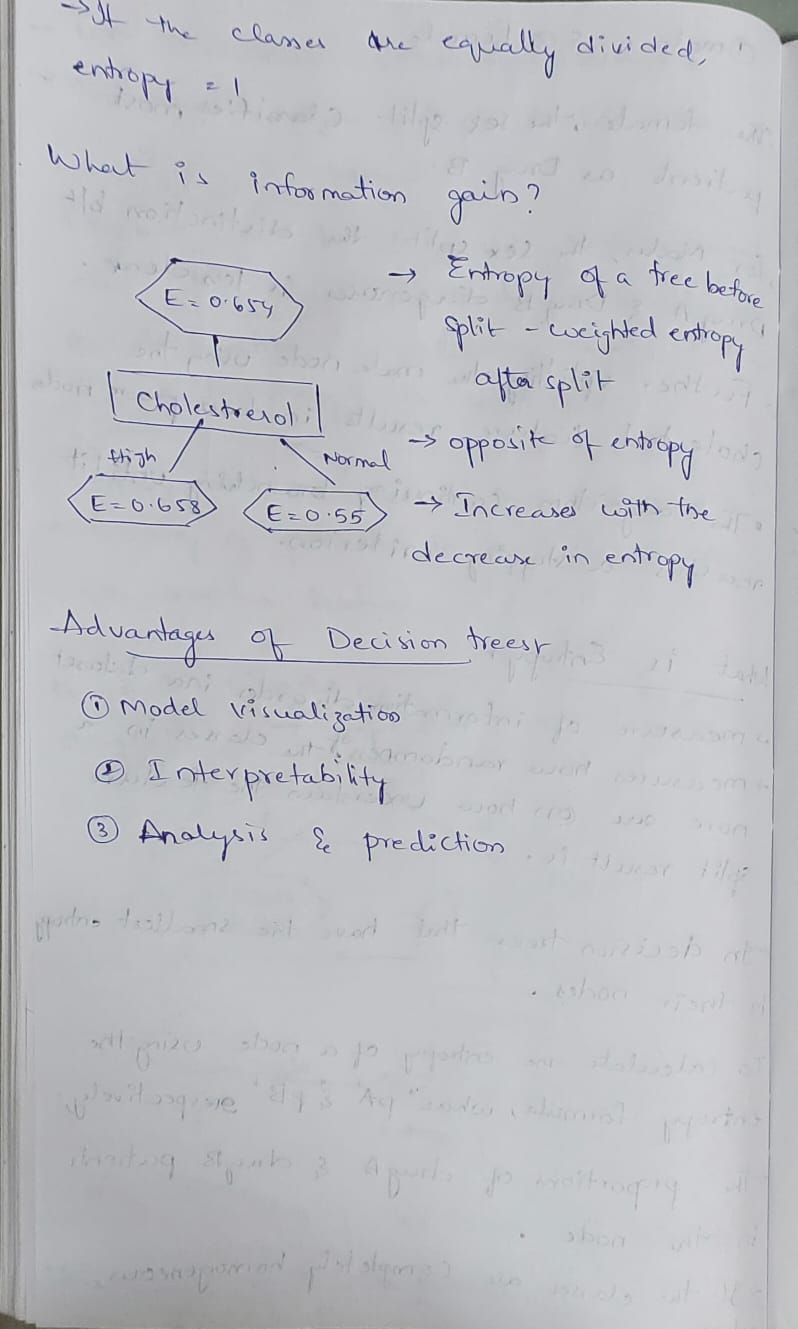 → If the classes are equally divided,
entropy = 1
What is information gain?
E = 0.654
Cholestrerol
High
Normal
E = 0.658
E = 0.55
→ Entropy of a tree before
split - weighted entropy
after split
→ opposite of entropy
→ Increases with the
decrease in entropy
Advantages of Decision trees
① Model visualization
② Interpretability
③ Analysis & prediction